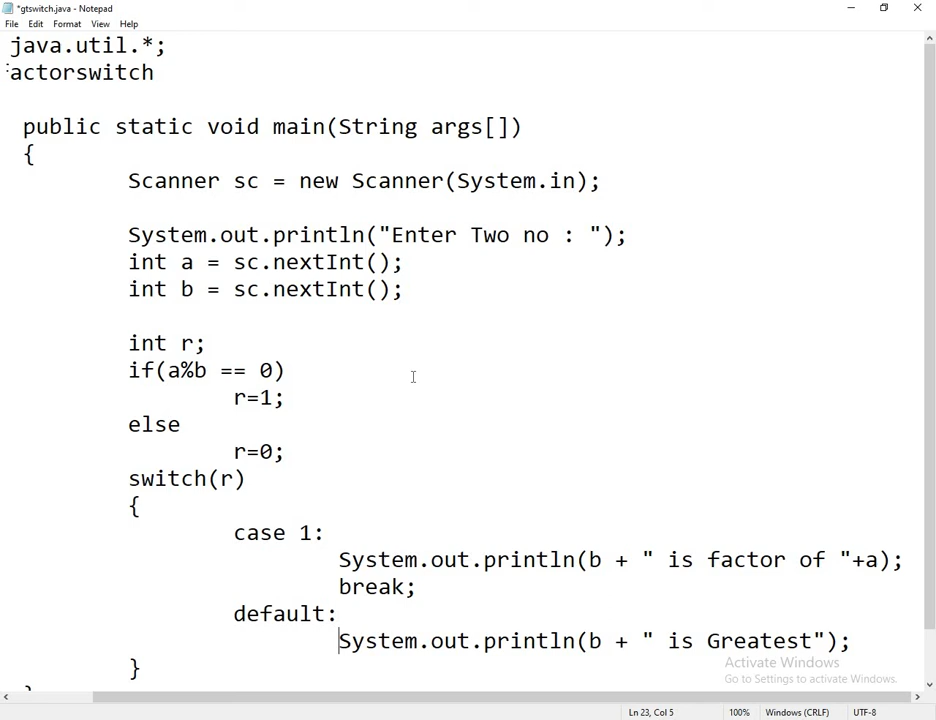 *gtswitch.java - Notepad
File Edit Format View Help
java.util.*;
actorswitch
public static void main(String args[])
{
Scanner sc = new Scanner(System.in);
System.out.println("Enter Two no : ");
int a = sc.nextInt();
int b = sc.nextInt();
int r;
if(a%b == 0)
r=1;
else
r=0;
switch(r)
{
case 1:
System.out.println(b + " is factor of "+a);
break;
default:
System.out.println(b + " is Greatest");
}
Activate Windows
Go to Settings to activate Windows.
Ln 23, Col 5 100% Windows (CRLF) UTF-8